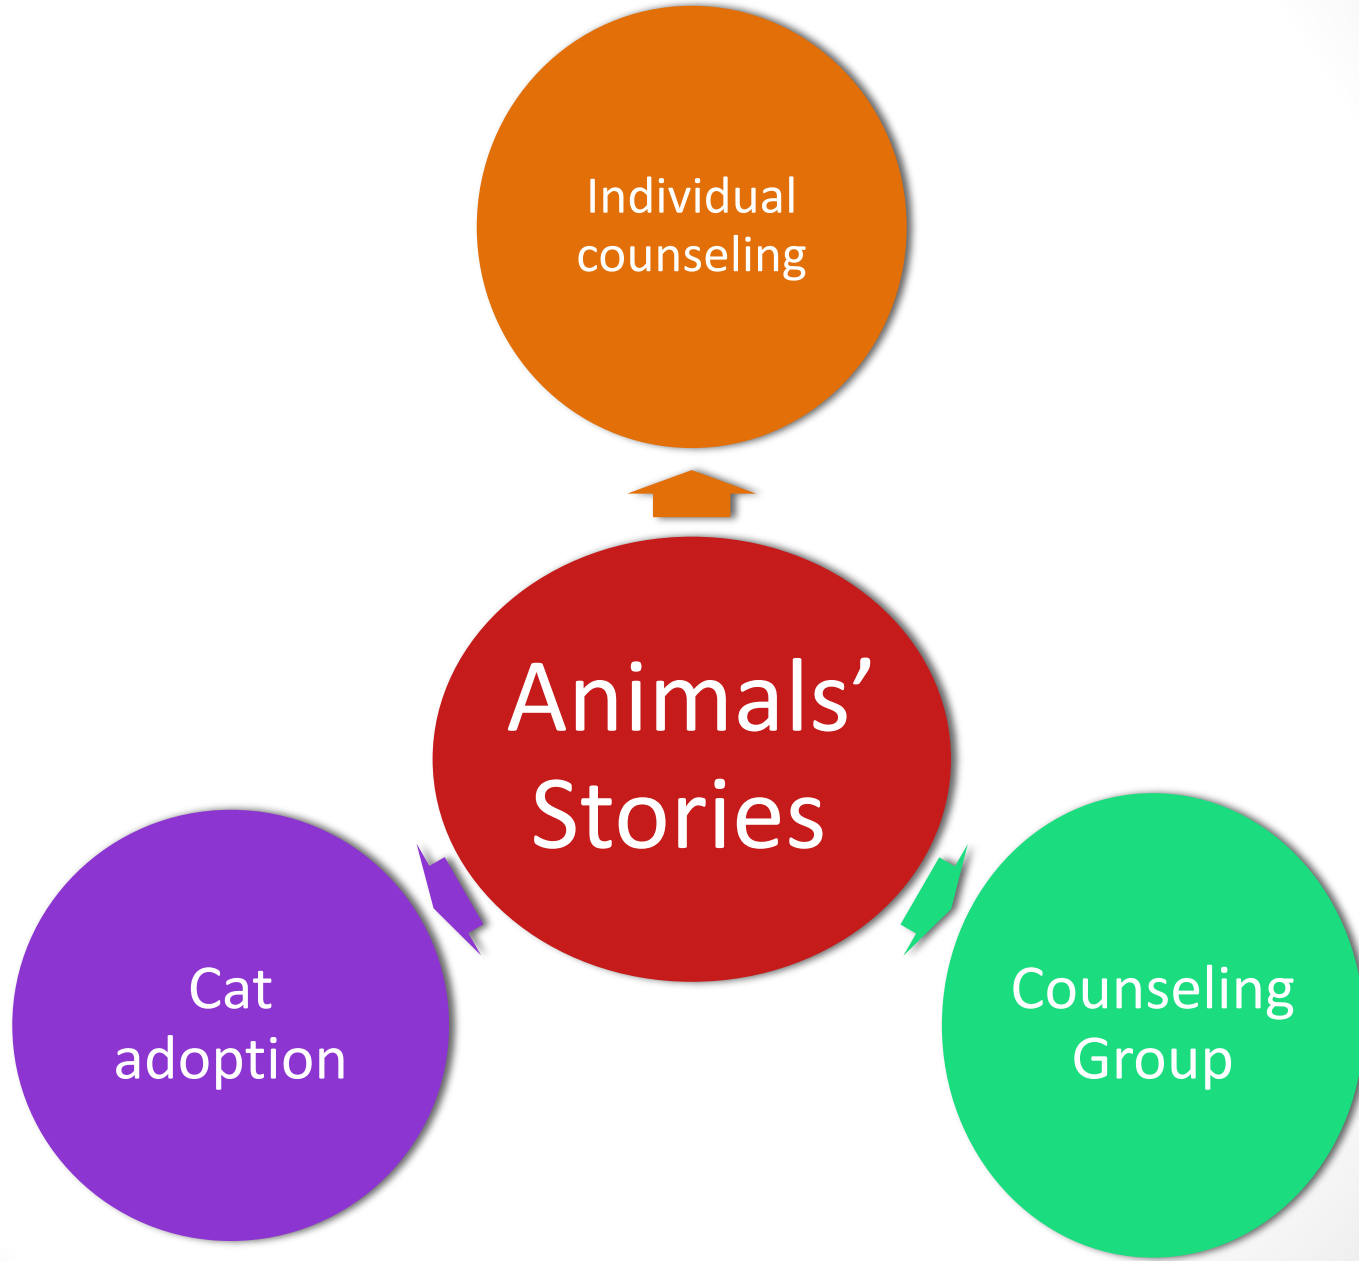 Individual
counseling
Animals’
Stories
Cat
adoption
Counseling
Group